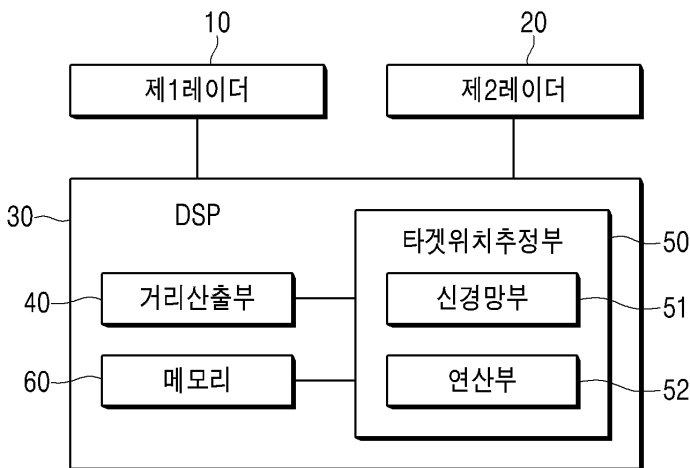 10
20
제1레이더
제2레이더
30
DSP
타겟위치추정부
50
40
거리산출부
신경망부
51
60
메모리
연산부
52